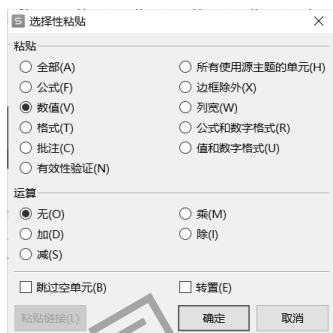 选择性粘贴
粘贴
全部(A) 所有使用源主题的单元(H)
公式(F) 边框除外(X)
数值(V) 列宽(W)
格式(T) 公式和数字格式(R)
批注(C) 值和数字格式(U)
有效性验证(N)
运算
无(O) 乘(M)
加(D) 除(I)
减(S)
跳过空单元(B) 转置(E)
粘贴链接(L) 确定 取消